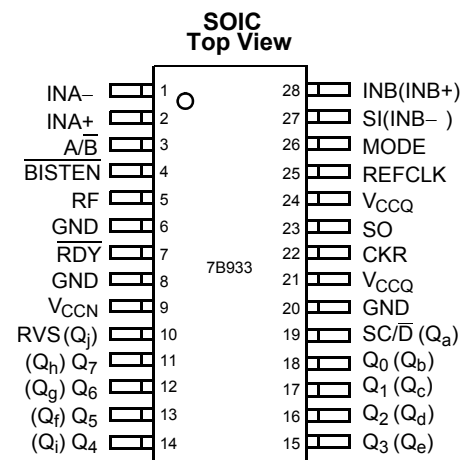 SOIC
Top View
INA− 1 28 INB(INB+)
INA+ 2 27 SI(INB− )
A/B̅ 3 26 MODE
B̅I̅S̅T̅E̅N̅ 4 25 REFCLK
RF 5 24 VCCQ
GND 6 23 SO
R̅D̅Y̅ 7 22 CKR
7B933
GND 8 21 VCCQ
VCCN 9 20 GND
RVS(Qj) 10 19 SC/D̅ (Qa)
(Qh) Q7 11 18 Q0 (Qb)
(Qg) Q6 12 17 Q1 (Qc)
(Qf) Q5 13 16 Q2 (Qd)
(Qi) Q4 14 15 Q3 (Qe)